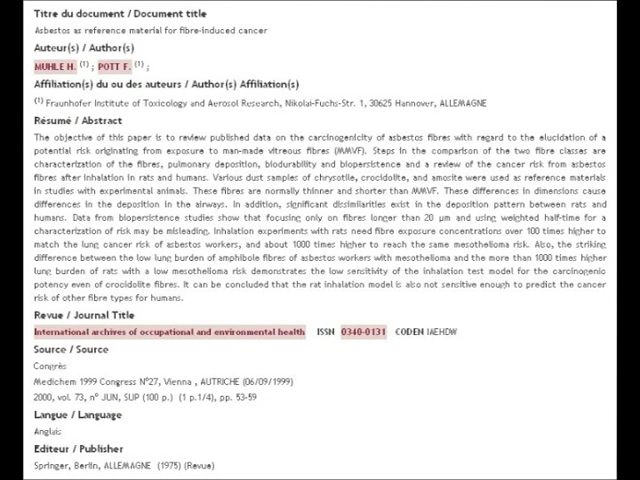 Titre du document / Document title
Asbestos as reference material for fibre-induced cancer
Auteur(s) / Author(s)
MUHLE H. (1) ; POTT F. (1) ;
Affiliation(s) du ou des auteurs / Author(s) Affiliation(s)
(1) Fraunhofer Institute of Toxicology and Aerosol Research, Nikolai-Fuchs-Str. 1, 30625 Hannover, ALLEMAGNE
Résumé / Abstract
The objective of this paper is to review published data on the carcinogenicity of asbestos fibres with regard to the elucidation of a
potential risk originating from exposure to man-made vitreous fibres (MMVF). Steps in the comparison of the two fibre classes are
characterization of the fibres, pulmonary deposition, biodurability and biopersistence and a review of the cancer risk from asbestos
fibres after inhalation in rats and humans. Various dust samples of chrysotile, crocidolite, and amosite were used as reference materials
in studies with experimental animals. These fibres are normally thinner and shorter than MMVF. These differences in dimensions cause
differences in the deposition in the airways. In addition, significant dissimilarities exist in the deposition pattern between rats and
humans. Data from biopersistence studies show that focusing only on fibres longer than 20 µm and using weighted half-time for a
characterization of risk may be misleading. Inhalation experiments with rats need fibre exposure concentrations over 100 times higher to
match the lung cancer risk of asbestos workers, and about 1000 times higher to reach the same mesothelioma risk. Also, the striking
difference between the low lung burden of amphibole fibres of asbestos workers with mesothelioma and the more than 1000 times higher
lung burden of rats with a low mesothelioma risk demonstrates the low sensitivity of the inhalation test model for the carcinogenic
potency even of crocidolite fibres. It can be concluded that the rat inhalation model is also not sensitive enough to predict the cancer
risk of other fibre types for humans.
Revue / Journal Title
International archives of occupational and environmental health ISSN 0340-0131 CODEN IAEHDW
Source / Source
Congrès
Medichem 1999 Congress N°27, Vienna , AUTRICHE (06/09/1999)
2000, vol. 73, n° JUN, SUP (100 p.) (1 p.1/4), pp. 53-59
Langue / Language
Anglais
Editeur / Publisher
Springer, Berlin, ALLEMAGNE (1975) (Revue)